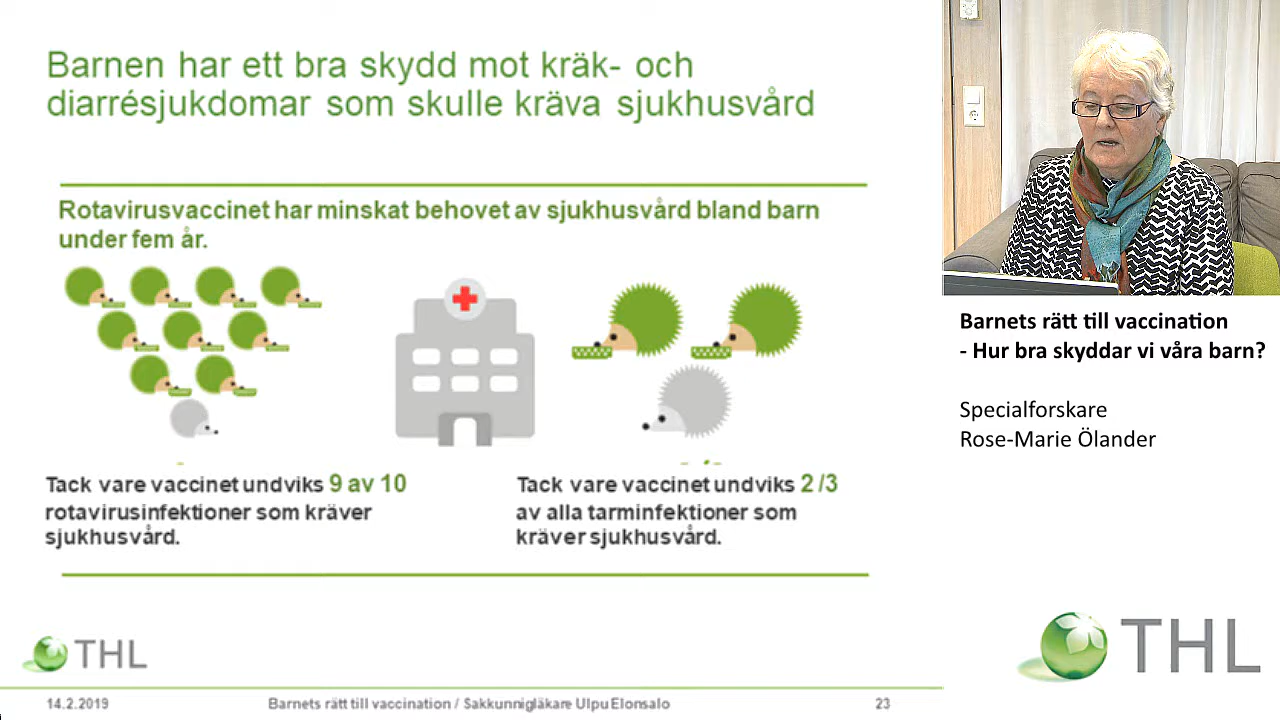 Barnen har ett bra skydd mot kräk- och
diarrésjukdomar som skulle kräva sjukhusvård
Rotavirusvaccinet har minskat behovet av sjukhusvård bland barn
under fem år.
Tack vare vaccinet undviks 9 av 10
rotavirusinfektioner som kräver
sjukhusvård.
Tack vare vaccinet undviks 2/3
av alla tarminfektioner som
kräver sjukhusvård.
THL
14.2.2019
Barnets rätt till vaccination / Sakkunnigläkare Ulpu Elonsalo
23
Barnets rätt till vaccination
- Hur bra skyddar vi våra barn?
Specialforskare
Rose-Marie Ölander
THL